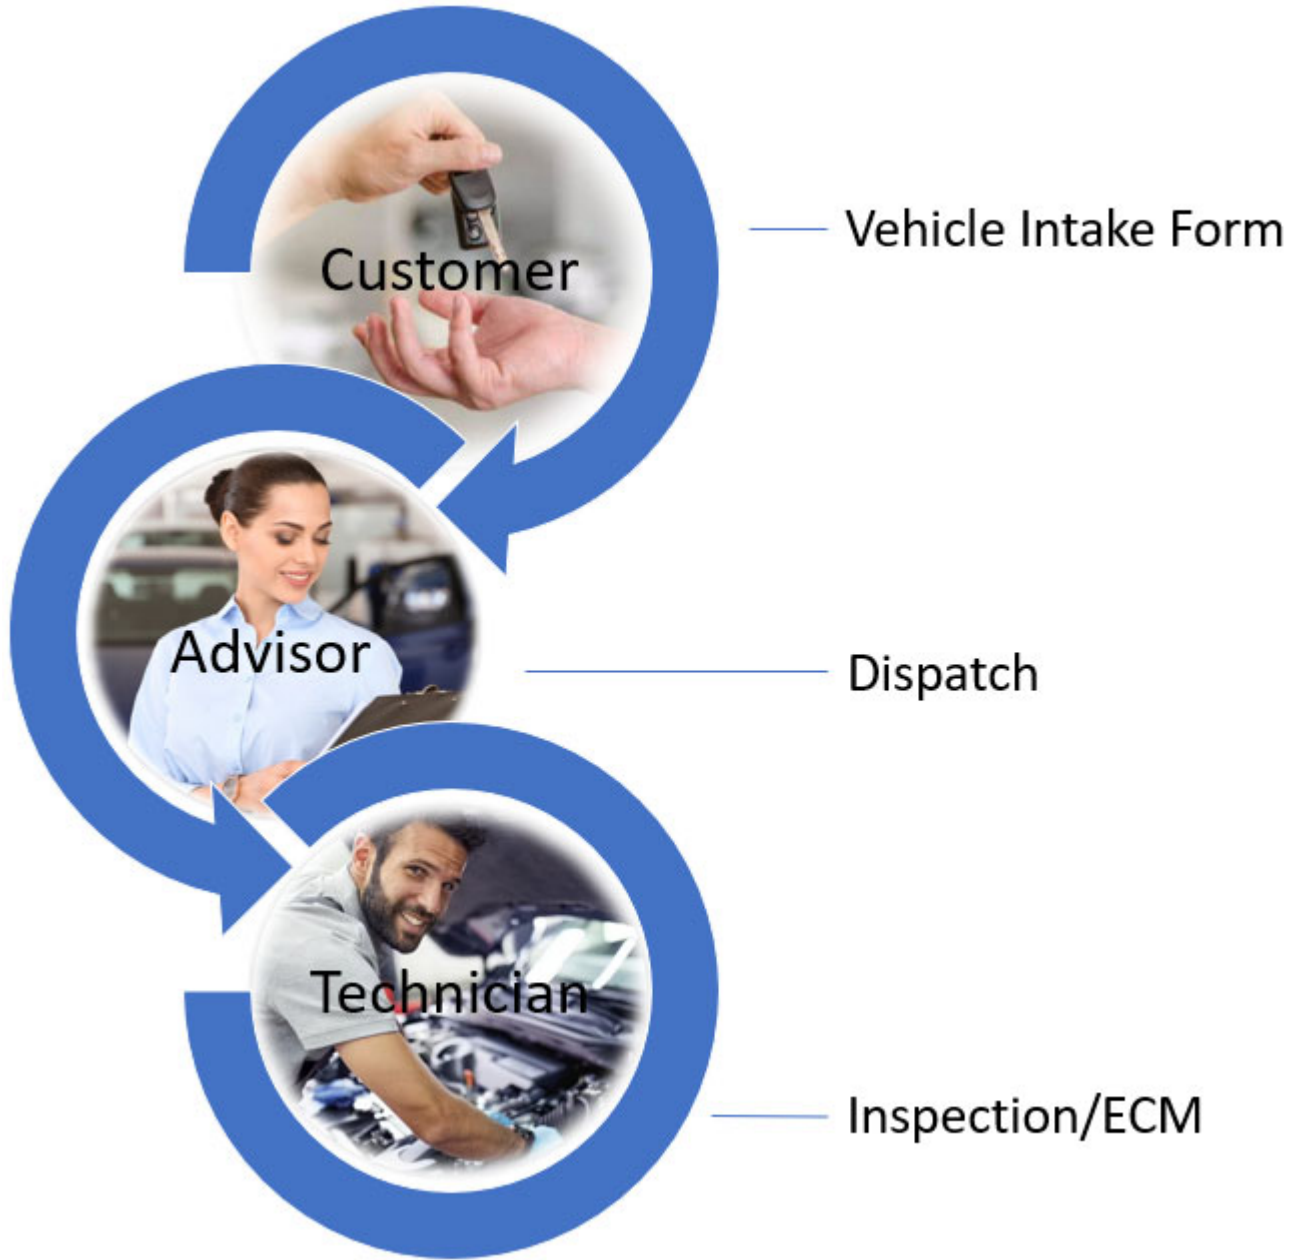 Customer
Vehicle Intake Form
Advisor
Dispatch
Technician
Inspection/ECM